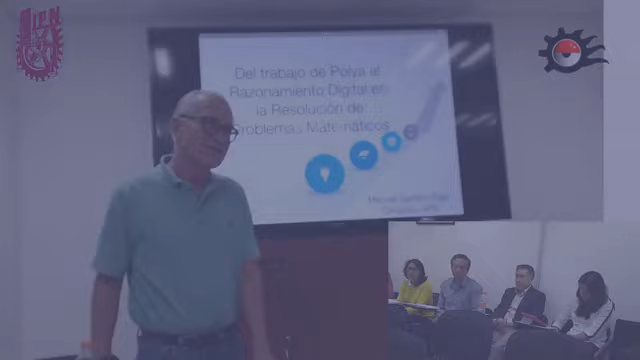 Del trabajo de Polya al
Razonamiento Digital en
la Resolución de
Problemas Matemáticos